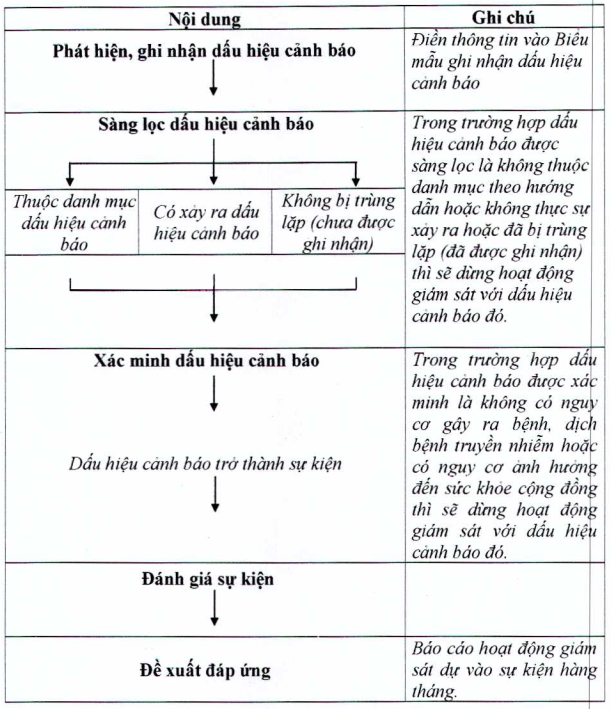 Nội dung
Ghi chú
Phát hiện, ghi nhận dấu hiệu cảnh báo
Điền thông tin vào Biểu
mẫu ghi nhận dấu hiệu
cảnh báo
Sàng lọc dấu hiệu cảnh báo
Thuộc danh mục
dấu hiệu cảnh
báo
Có xảy ra dấu
hiệu cảnh báo
Không bị trùng
lặp (chưa được
ghi nhận)
Trong trường hợp dấu
hiệu cảnh báo được
sàng lọc là không thuộc
danh mục theo hướng
dẫn hoặc không thực sự
xảy ra hoặc đã bị trùng
lặp (đã được ghi nhận)
thì sẽ dừng hoạt động
giám sát với dấu hiệu
cảnh báo đó.
Xác minh dấu hiệu cảnh báo
Dấu hiệu cảnh báo trở thành sự kiện
Trong trường hợp dấu
hiệu cảnh báo được xác
minh là không có nguy
cơ gây ra bệnh, dịch
bệnh truyền nhiễm hoặc
có nguy cơ ảnh hưởng
đến sức khỏe cộng đồng
thì sẽ dừng hoạt động
giám sát với dấu hiệu
cảnh báo đó.
Đánh giá sự kiện
Đề xuất đáp ứng
Báo cáo hoạt động giám
sát dự vào sự kiện hàng
tháng.